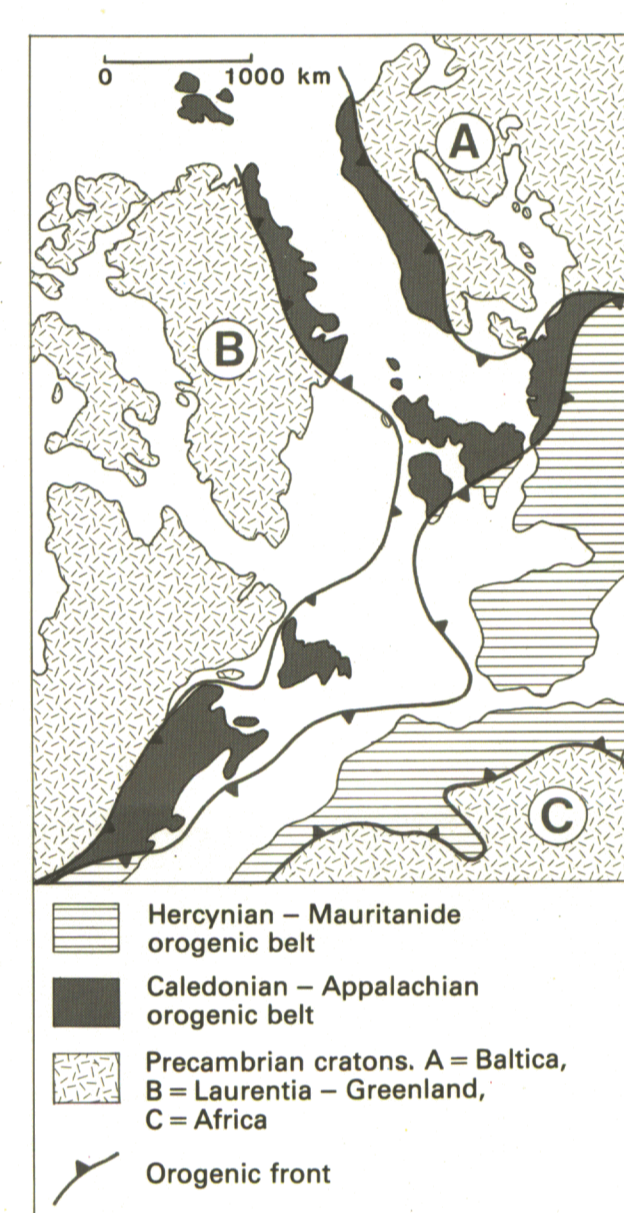 0 1000 km
A
B
C
Hercynian – Mauritanide
orogenic belt
Caledonian – Appalachian
orogenic belt
Precambrian cratons. A = Baltica,
B = Laurentia – Greenland,
C = Africa
Orogenic front